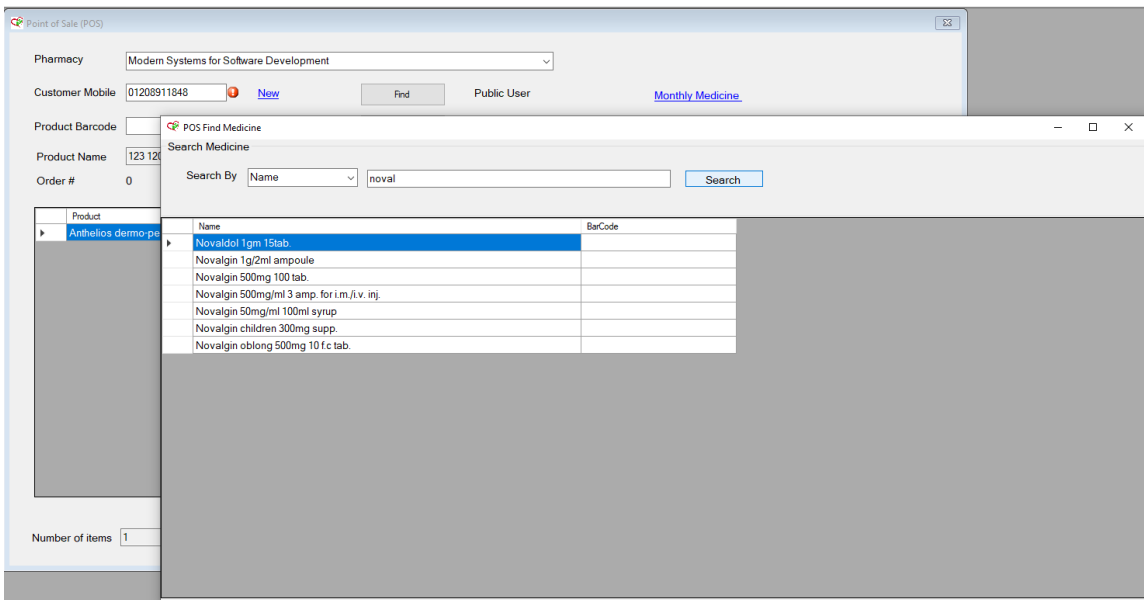 Point of Sale (POS)
Pharmacy Modern Systems for Software Development
Customer Mobile 01208911848 New Find Public User Monthly Medicine
Product Barcode
POS Find Medicine
Search Medicine
Product Name 123 120
Search By Name noval Search
Order # 0
Product
Name BarCode
Anthelios dermo-pe
Novaldol 1gm 15tab.
Novalgin 1g/2ml ampoule
Novalgin 500mg 100 tab.
Novalgin 500mg/ml 3 amp. for i.m./i.v. inj.
Novalgin 50mg/ml 100ml syrup
Novalgin children 300mg supp.
Novalgin oblong 500mg 10 f.c tab.
Number of items 1